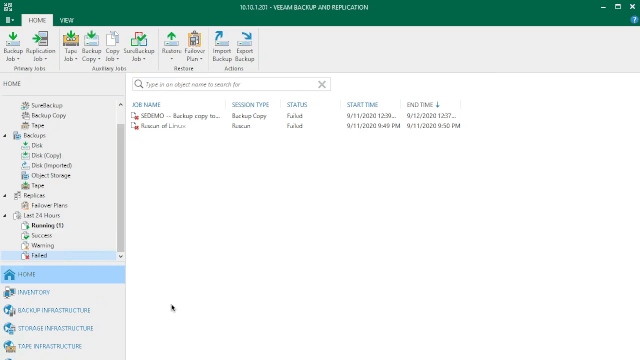 10.10.1.201 - VEEAM BACKUP AND REPLICATION
HOME VIEW
Backup Job Replication Job Tape Job Backup Copy Copy Job SureBackup Job Restore Failover Plan Import Backup Export Backup
Primary Jobs Auxiliary Jobs Restore Actions
HOME
Type in an object name to search for
JOB NAME SESSION TYPE STATUS START TIME END TIME
SEDEMO -- Backup copy to... Backup Copy Failed 9/11/2020 12:39... 9/12/2020 12:37...
Rescan of Linux Rescan Failed 9/11/2020 9:49 PM 9/11/2020 9:50 PM
SureBackup
Backup Copy
Tape
Backups
Disk
Disk (Copy)
Disk (Imported)
Object Storage
Tape
Replicas
Failover Plans
Last 24 Hours
Running (1)
Success
Warning
Failed
HOME
INVENTORY
BACKUP INFRASTRUCTURE
STORAGE INFRASTRUCTURE
TAPE INFRASTRUCTURE